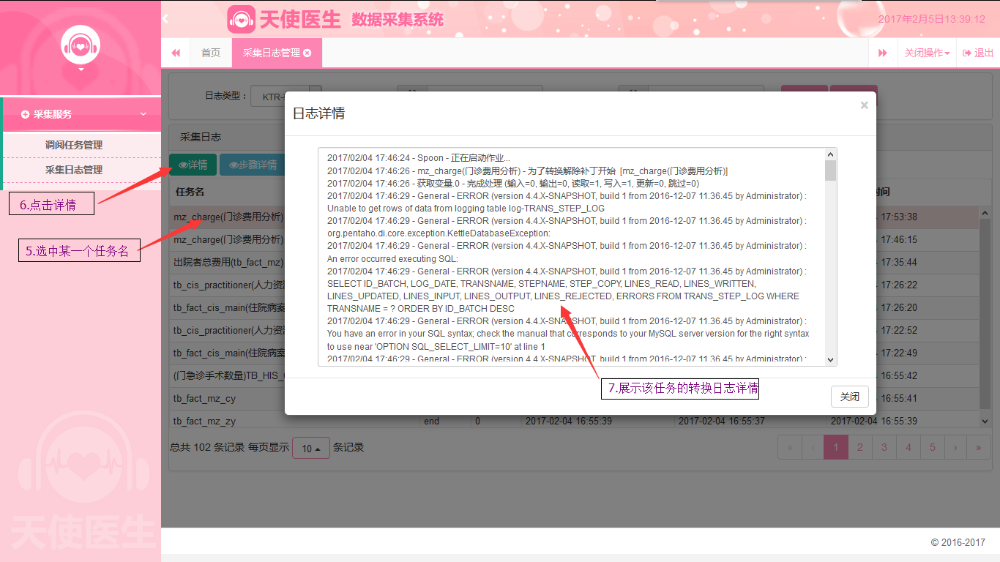 天使医生 数据采集系统
2017年2月5日13:39:12
首页
采集日志管理
关闭操作
退出
采集服务
调阅任务管理
采集日志管理
6.点击详情
5.选中某一个任务名
天使医生
日志类型：
KTR-
采集日志
详情
步骤详情
任务名
时间
mz_charge(门诊费用分析)
17:53:38
mz_charge(门诊费用分析)
17:46:15
出院者总费用(tb_fact_mz)
17:35:44
tb_cis_practitioner(人力资
17:26:22
tb_fact_cis_main(住院病案
17:26:20
tb_cis_practitioner(人力资
17:22:52
tb_fact_cis_main(住院病案
17:22:49
(门急诊手术数量)TB_HIS_
16:55:42
tb_fact_mz_cy
16:55:41
tb_fact_mz_zy end 0 2017-02-04 16:55:39 2017-02-04 16:55:37 2017-02-04 16:55:39
总共 102 条记录 每页显示 10 条记录
« ‹ 1 2 3 4 5 › »
日志详情
×
2017/02/04 17:46:24 - Spoon - 正在启动作业...
2017/02/04 17:46:26 - mz_charge(门诊费用分析) - 为了转换解除补丁开始 [mz_charge(门诊费用分析)]
2017/02/04 17:46:26 - 获取变量.0 - 完成处理 (输入=0, 输出=0, 读取=1, 写入=1, 更新=0, 跳过=0)
2017/02/04 17:46:29 - General - ERROR (version 4.4.X-SNAPSHOT, build 1 from 2016-12-07 11.36.45 by Administrator) :
Unable to get rows of data from logging table log-TRANS_STEP_LOG
2017/02/04 17:46:29 - General - ERROR (version 4.4.X-SNAPSHOT, build 1 from 2016-12-07 11.36.45 by Administrator) :
org.pentaho.di.core.exception.KettleDatabaseException:
2017/02/04 17:46:29 - General - ERROR (version 4.4.X-SNAPSHOT, build 1 from 2016-12-07 11.36.45 by Administrator) :
An error occurred executing SQL:
2017/02/04 17:46:29 - General - ERROR (version 4.4.X-SNAPSHOT, build 1 from 2016-12-07 11.36.45 by Administrator) :
SELECT ID_BATCH, LOG_DATE, TRANSNAME, STEPNAME, STEP_COPY, LINES_READ, LINES_WRITTEN,
LINES_UPDATED, LINES_INPUT, LINES_OUTPUT, LINES_REJECTED, ERRORS FROM TRANS_STEP_LOG WHERE
TRANSNAME = ? ORDER BY ID_BATCH DESC
2017/02/04 17:46:29 - General - ERROR (version 4.4.X-SNAPSHOT, build 1 from 2016-12-07 11.36.45 by Administrator) :
You have an error in your SQL syntax; check the manual that corresponds to your MySQL server version for the right syntax
to use near 'OPTION SQL_SELECT_LIMIT=10' at line 1
2017/02/04 17:46:29 - General - ERROR (version 4.4.X-SNAPSHOT, build 1 from 2016-12-07 11.36.45 by Administrator) :
7.展示该任务的转换日志详情
关闭
© 2016-2017